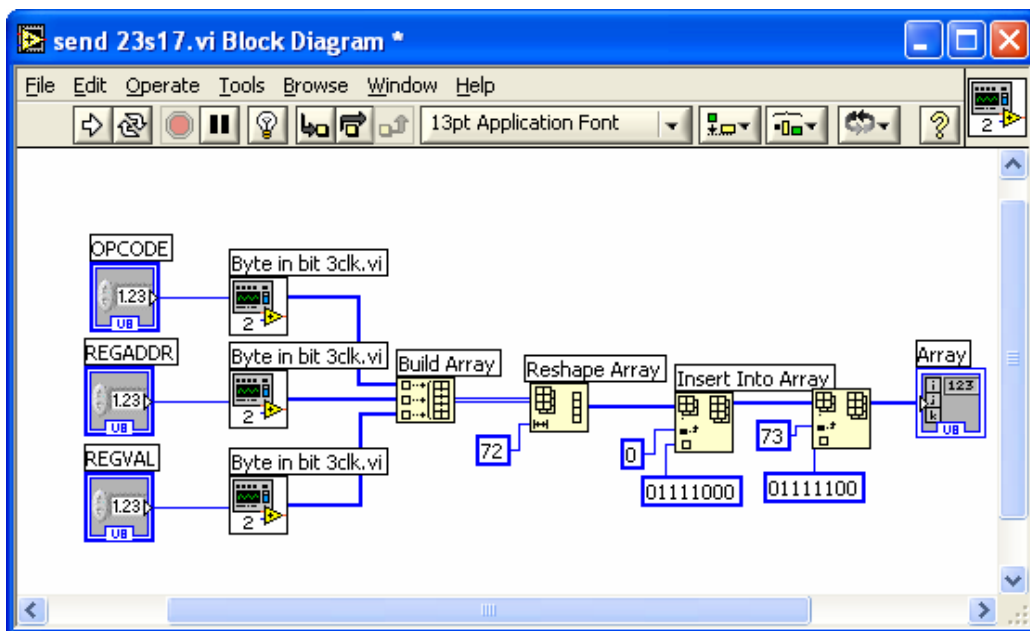 send 23s17.vi Block Diagram *
File Edit Operate Tools Browse Window Help
13pt Application Font
2
OPCODE
1.23
U8
Byte in bit 3clk.vi
2
REGADDR
1.23
U8
Byte in bit 3clk.vi
2
REGVAL
1.23
U8
Byte in bit 3clk.vi
2
Build Array
Reshape Array
72
Insert Into Array
0
01111000
73
01111100
Array
i 123
j
k
U8